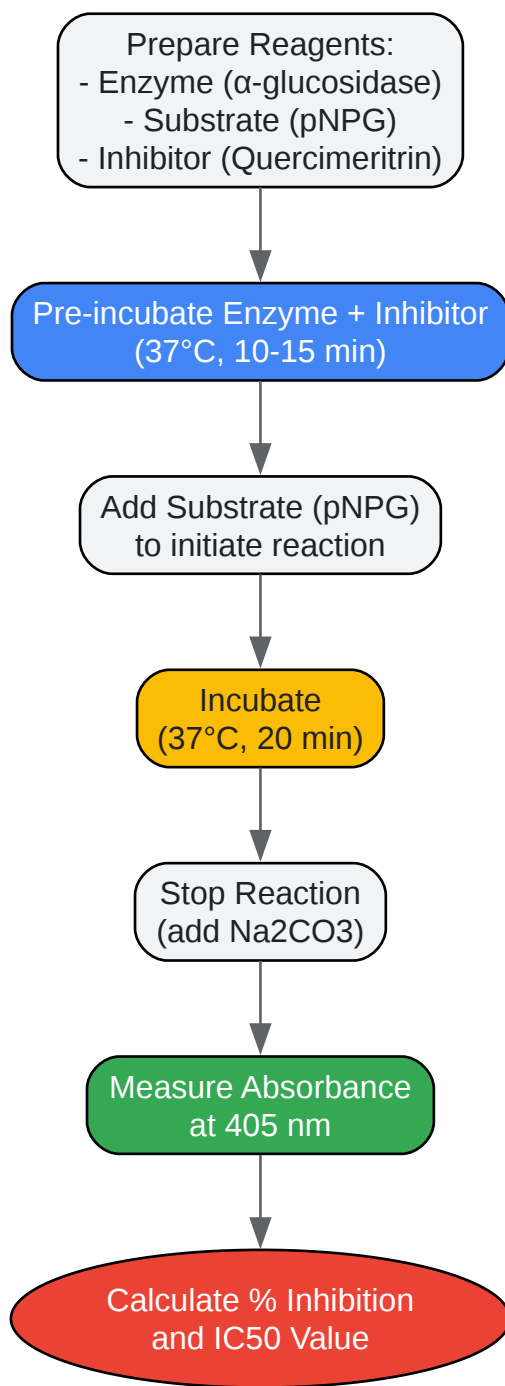 Prepare Reagents:
- Enzyme (α-glucosidase)
- Substrate (pNPG)
- Inhibitor (Quercimeritrin)
Pre-incubate Enzyme + Inhibitor
(37°C, 10-15 min)
Add Substrate (pNPG)
to initiate reaction
Incubate
(37°C, 20 min)
Stop Reaction
(add Na2CO3)
Measure Absorbance
at 405 nm
Calculate % Inhibition
and IC50 Value